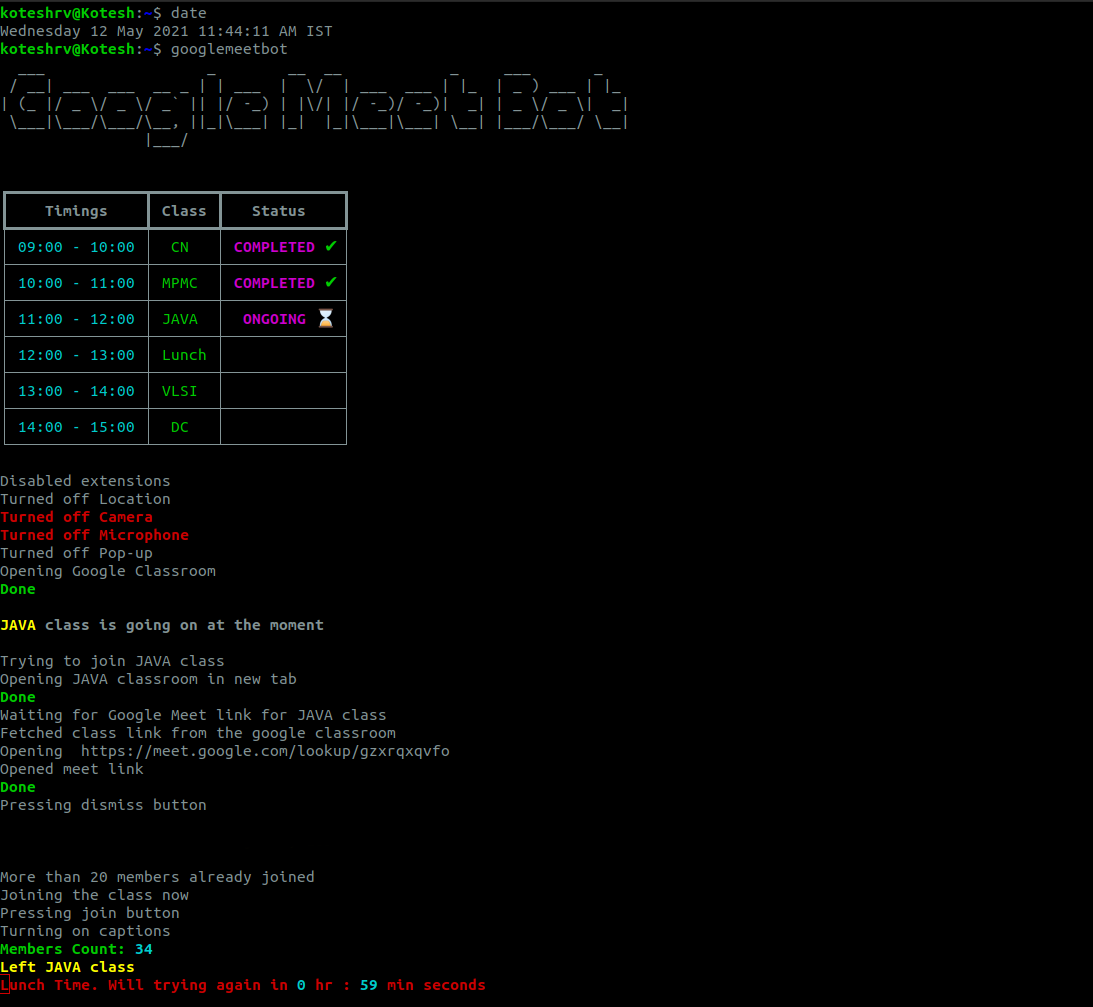 koteshrv@Kotesh:~$ date
Wednesday 12 May 2021 11:44:11 AM IST
koteshrv@Kotesh:~$ googlemeetbot
Google Meet Bot
Timings Class Status
09:00 - 10:00 CN COMPLETED ✔
10:00 - 11:00 MPMC COMPLETED ✔
11:00 - 12:00 JAVA ONGOING ⌛
12:00 - 13:00 Lunch
13:00 - 14:00 VLSI
14:00 - 15:00 DC
Disabled extensions
Turned off Location
Turned off Camera
Turned off Microphone
Turned off Pop-up
Opening Google Classroom
Done
JAVA class is going on at the moment
Trying to join JAVA class
Opening JAVA classroom in new tab
Done
Waiting for Google Meet link for JAVA class
Fetched class link from the google classroom
Opening  https://meet.google.com/lookup/gzxrqxqvfo
Opened meet link
Done
Pressing dismiss button
More than 20 members already joined
Joining the class now
Pressing join button
Turning on captions
Members Count: 34
Left JAVA class
Lunch Time. Will trying again in 0 hr : 59 min seconds